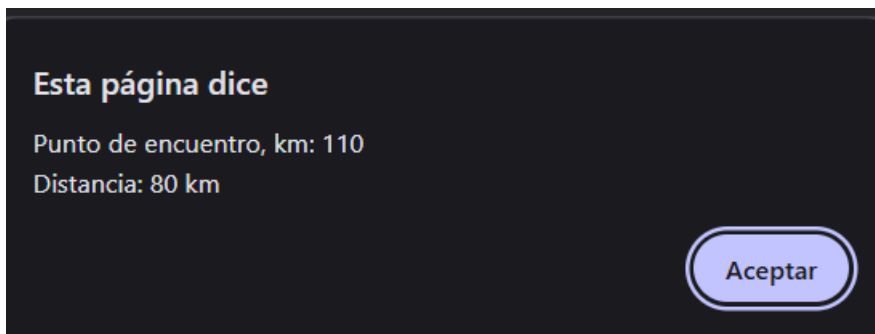 Esta página dice
Punto de encuentro, km: 110
Distancia: 80 km
Aceptar